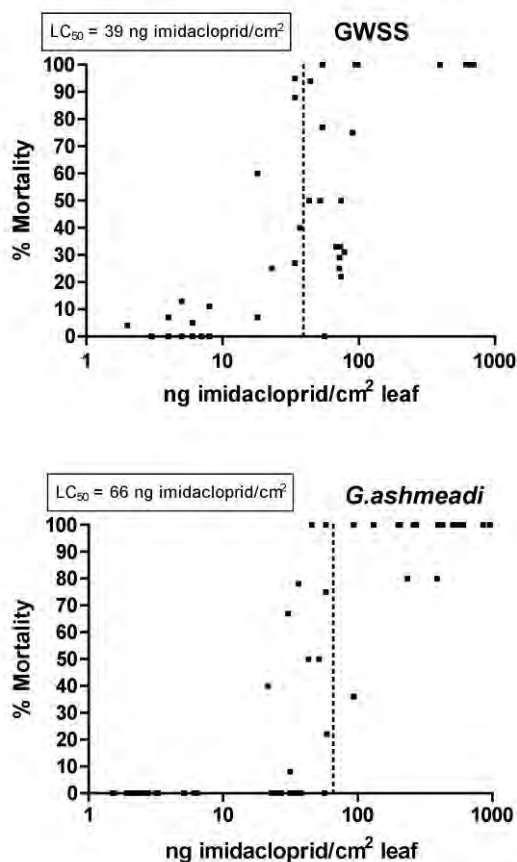 LC50 = 39 ng imidacloprid/cm2
GWSS
100
90
80
70
60
50
40
30
20
10
0
% Mortality
1 10 100 1000
ng imidacloprid/cm2 leaf
LC50 = 66 ng imidacloprid/cm2
G.ashmeadi
100
90
80
70
60
50
40
30
20
10
0
% Mortality
1 10 100 1000
ng imidacloprid/cm2 leaf